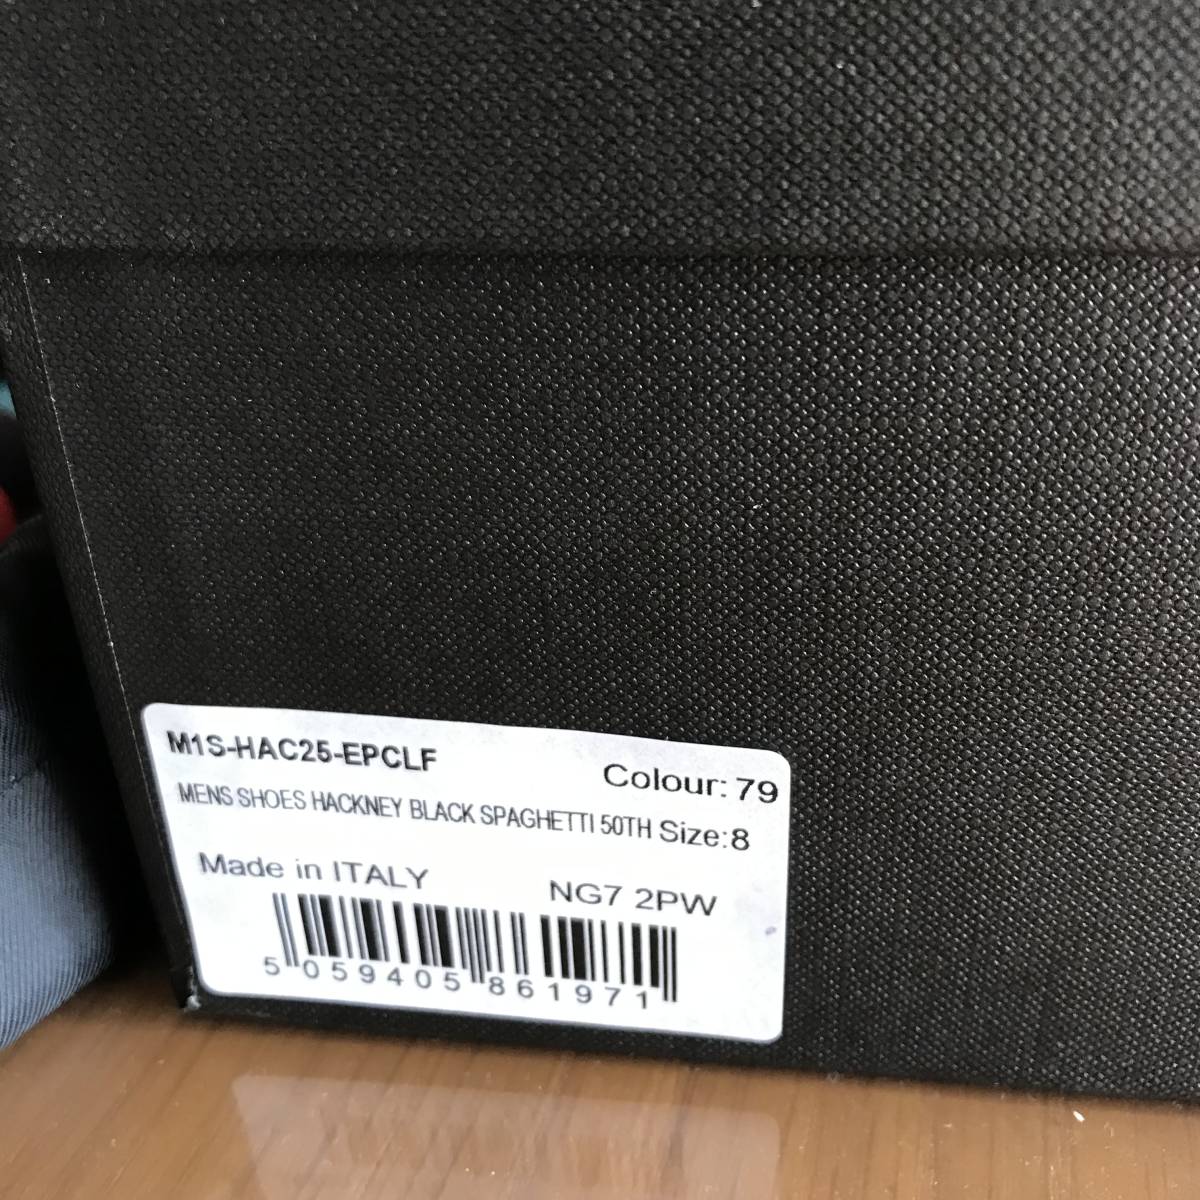 M1S-HAC25-EPCLF
Colour: 79
MENS SHOES HACKNEY BLACK SPAGHETTI 50TH Size:8
Made in ITALY
NG7 2PW
5 059405 861971